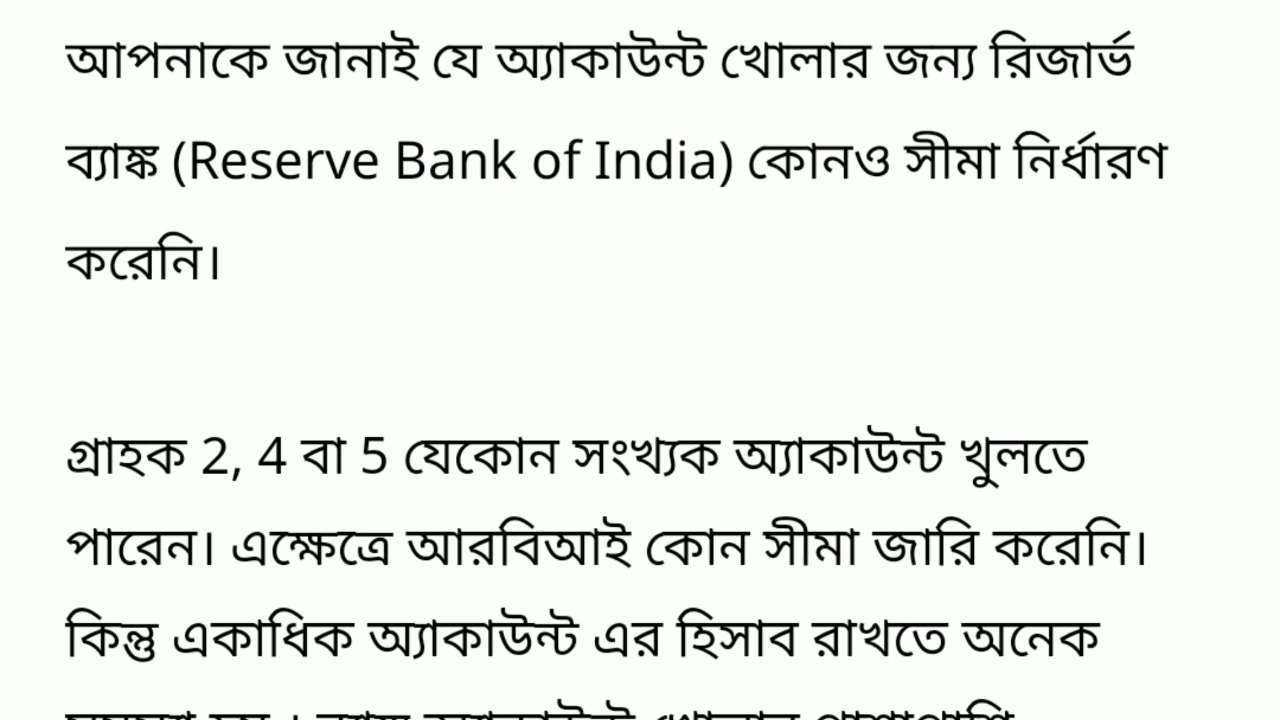 আপনাকে জানাই যে অ্যাকাউন্ট খোলার জন্য রিজার্ভ
ব্যাঙ্ক (Reserve Bank of India) কোনও সীমা নির্ধারণ
করেনি।
গ্রাহক 2, 4 বা 5 যেকোন সংখ্যক অ্যাকাউন্ট খুলতে
পারেন। এক্ষেত্রে আরবিআই কোন সীমা জারি করেনি।
কিন্তু একাধিক অ্যাকাউন্ট এর হিসাব রাখতে অনেক